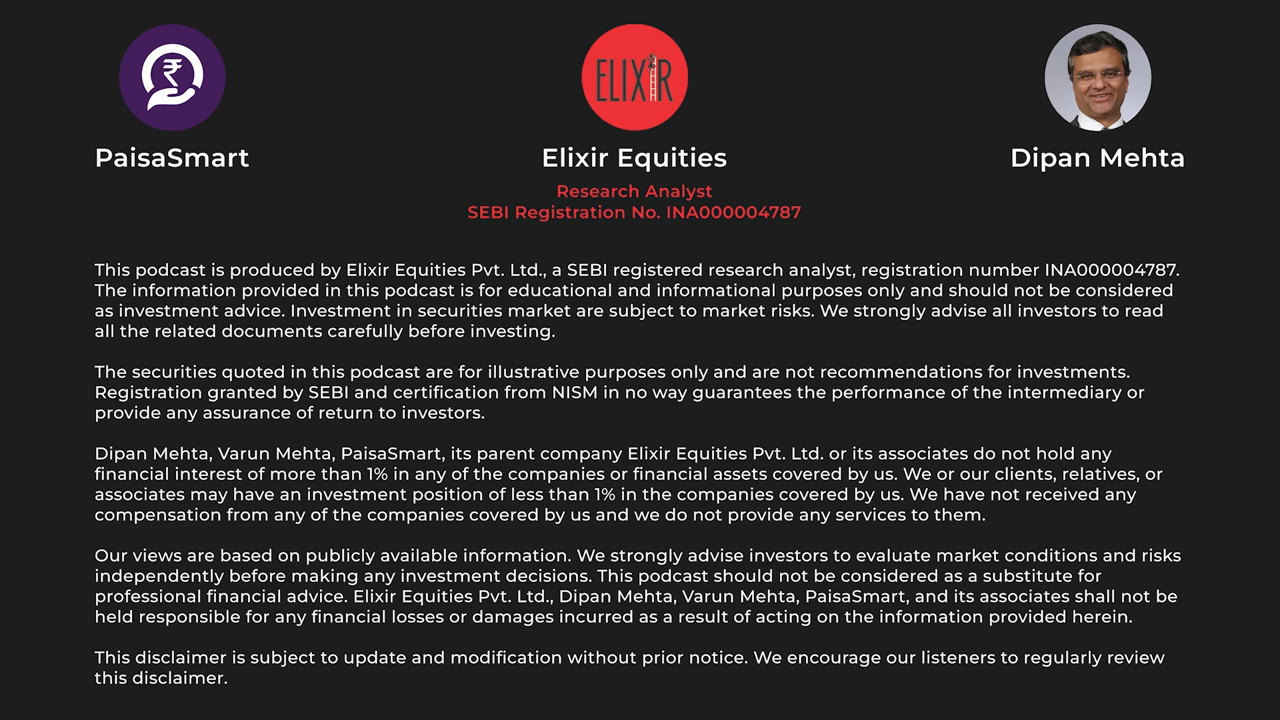 ₹
ELIXIR
PaisaSmart
Elixir Equities
Dipan Mehta
Research Analyst
SEBI Registration No. INA000004787
This podcast is produced by Elixir Equities Pvt. Ltd., a SEBI registered research analyst, registration number INA000004787.
The information provided in this podcast is for educational and informational purposes only and should not be considered
as investment advice. Investment in securities market are subject to market risks. We strongly advise all investors to read
all the related documents carefully before investing.
The securities quoted in this podcast are for illustrative purposes only and are not recommendations for investments.
Registration granted by SEBI and certification from NISM in no way guarantees the performance of the intermediary or
provide any assurance of return to investors.
Dipan Mehta, Varun Mehta, PaisaSmart, its parent company Elixir Equities Pvt. Ltd. or its associates do not hold any
financial interest of more than 1% in any of the companies or financial assets covered by us. We or our clients, relatives, or
associates may have an investment position of less than 1% in the companies covered by us. We have not received any
compensation from any of the companies covered by us and we do not provide any services to them.
Our views are based on publicly available information. We strongly advise investors to evaluate market conditions and risks
independently before making any investment decisions. This podcast should not be considered as a substitute for
professional financial advice. Elixir Equities Pvt. Ltd., Dipan Mehta, Varun Mehta, PaisaSmart, and its associates shall not be
held responsible for any financial losses or damages incurred as a result of acting on the information provided herein.
This disclaimer is subject to update and modification without prior notice. We encourage our listeners to regularly review
this disclaimer.